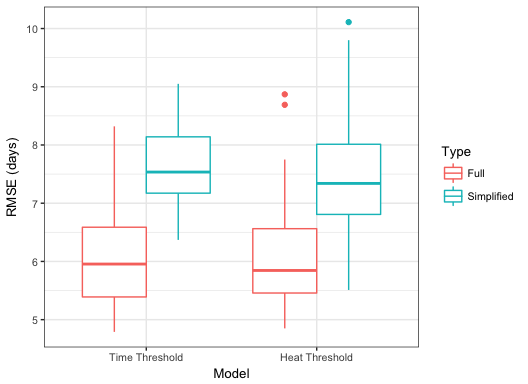 10
9
8
7
6
5
RMSE (days)
Time Threshold
Heat Threshold
Model
Type
Full
Simplified